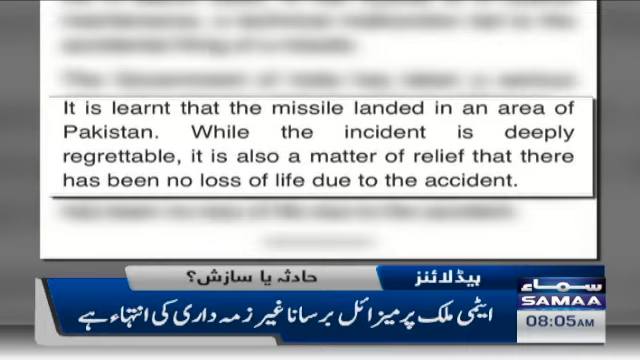 It is learnt that the missile landed in an area of
Pakistan. While the incident is deeply
regrettable, it is also a matter of relief that there
has been no loss of life due to the accident.
ہیڈلائنز
حادثہ یا سازش؟
ایٹمی ملک پر میزائل برسانا غیر زمہ داری کی انتہاء ہے
سماء
SAMAA
08:05AM